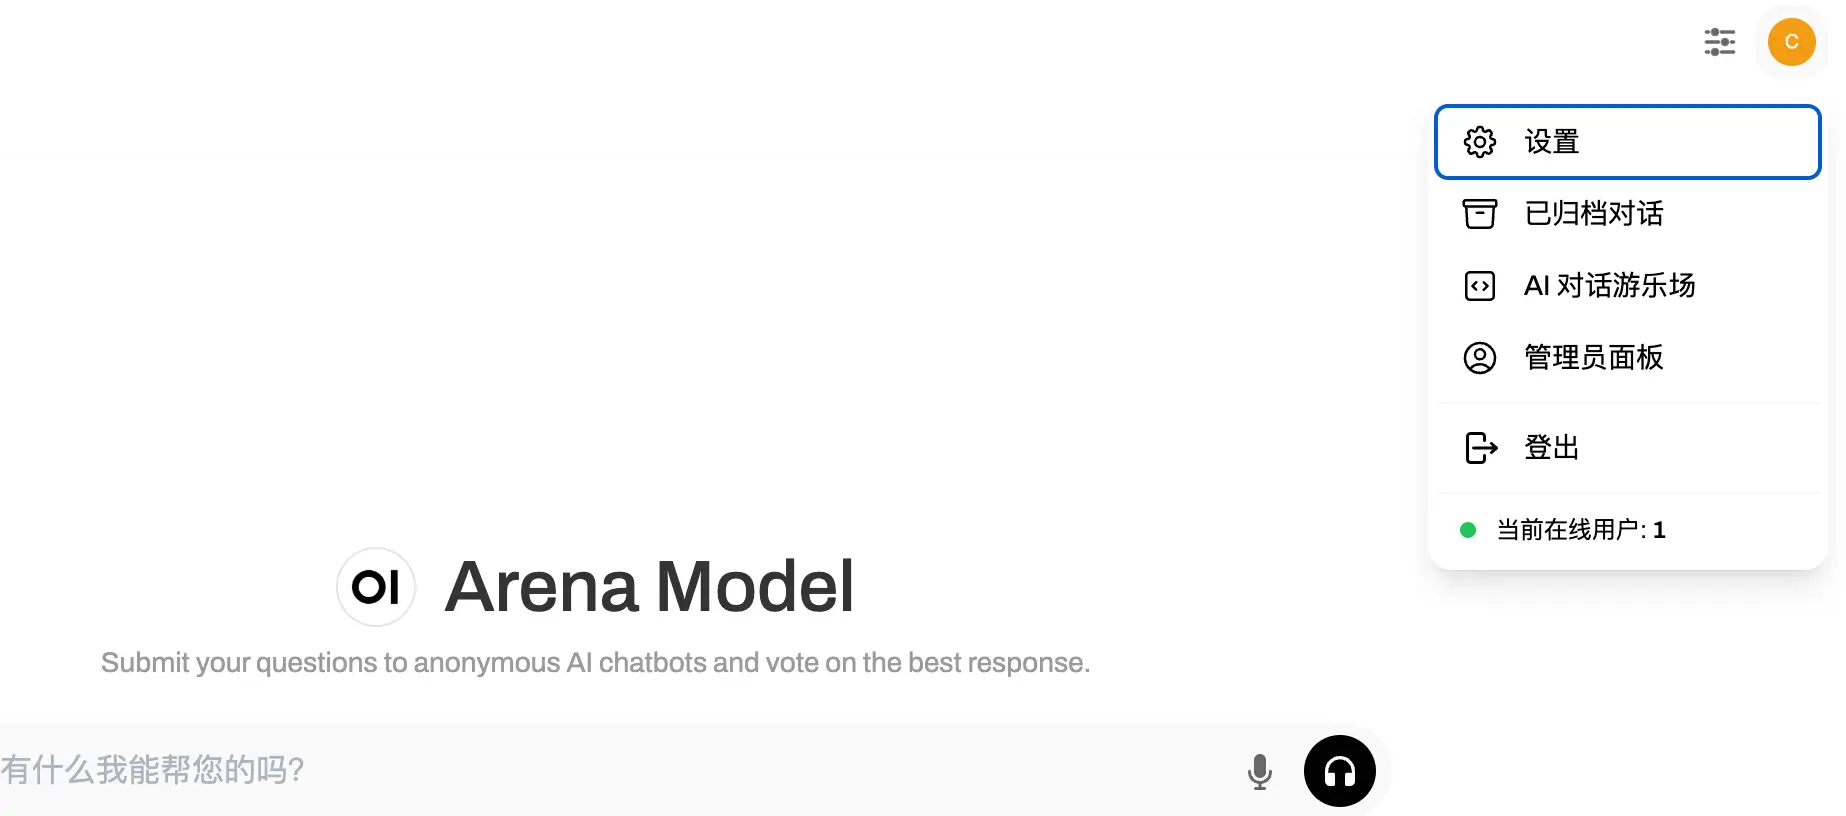 C
设置
已归档对话
AI 对话游乐场
管理员面板
登出
当前在线用户: 1
OI Arena Model
Submit your questions to anonymous AI chatbots and vote on the best response.
有什么我能帮您的吗?